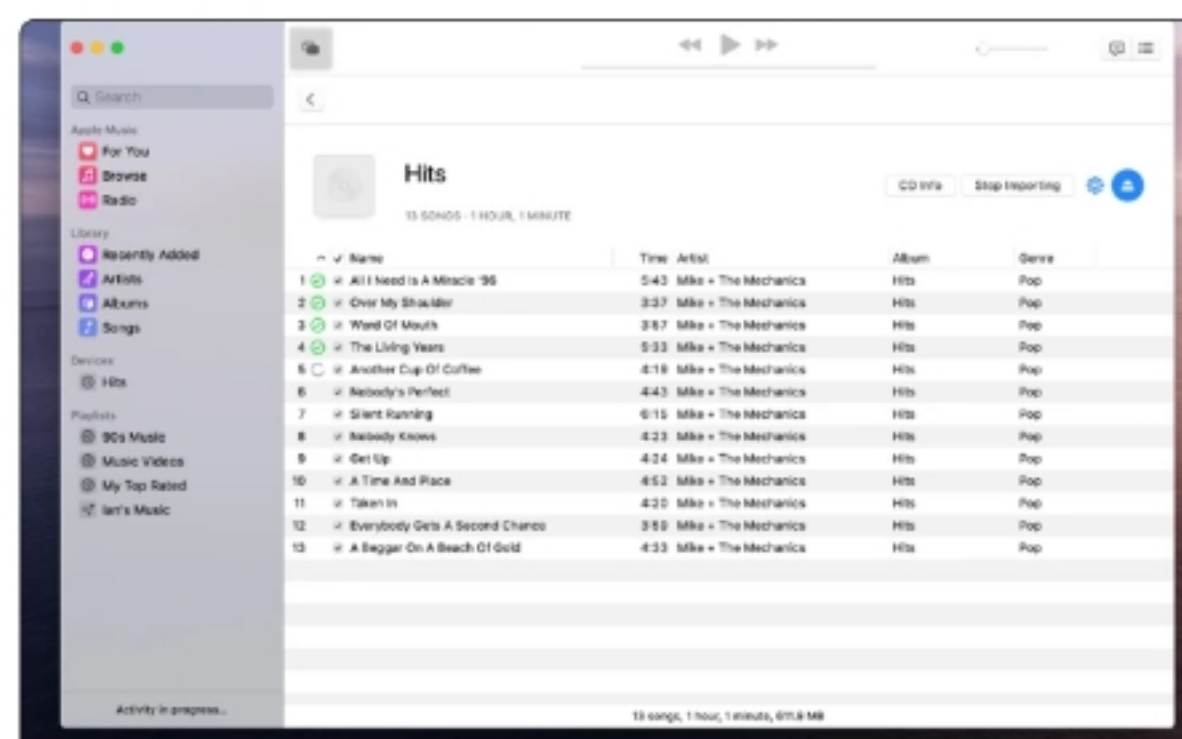 Search
Apple Music
For You
Browse
Radio
Library
Recently Added
Artists
Albums
Songs
Devices
Hits
Playlists
90s Music
Music Videos
My Top Rated
Ian's Music
Activity in progress...
Hits
13 SONGS · 1 HOUR, 1 MINUTE
CD Info Stop Importing
Name Time Artist Album Genre
1 All I Need Is A Miracle '96 5:43 Mike + The Mechanics Hits Pop
2 Over My Shoulder 3:37 Mike + The Mechanics Hits Pop
3 Word Of Mouth 3:57 Mike + The Mechanics Hits Pop
4 The Living Years 5:33 Mike + The Mechanics Hits Pop
5 Another Cup Of Coffee 4:19 Mike + The Mechanics Hits Pop
6 Nobody's Perfect 4:43 Mike + The Mechanics Hits Pop
7 Silent Running 6:15 Mike + The Mechanics Hits Pop
8 Nobody Knows 4:23 Mike + The Mechanics Hits Pop
9 Get Up 4:24 Mike + The Mechanics Hits Pop
10 A Time And Place 4:52 Mike + The Mechanics Hits Pop
11 Taken In 4:20 Mike + The Mechanics Hits Pop
12 Everybody Gets A Second Chance 3:59 Mike + The Mechanics Hits Pop
13 A Beggar On A Beach Of Gold 4:33 Mike + The Mechanics Hits Pop
13 songs, 1 hour, 1 minute, 611.9 MB